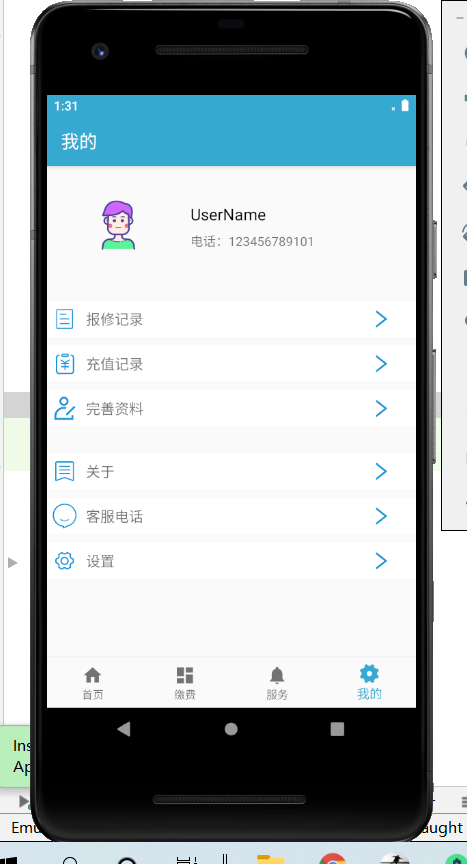 1:31
我的
UserName
电话：123456789101
报修记录
充值记录
完善资料
关于
客服电话
设置
首页
缴费
服务
我的
Ins
Ap
Emu
aught